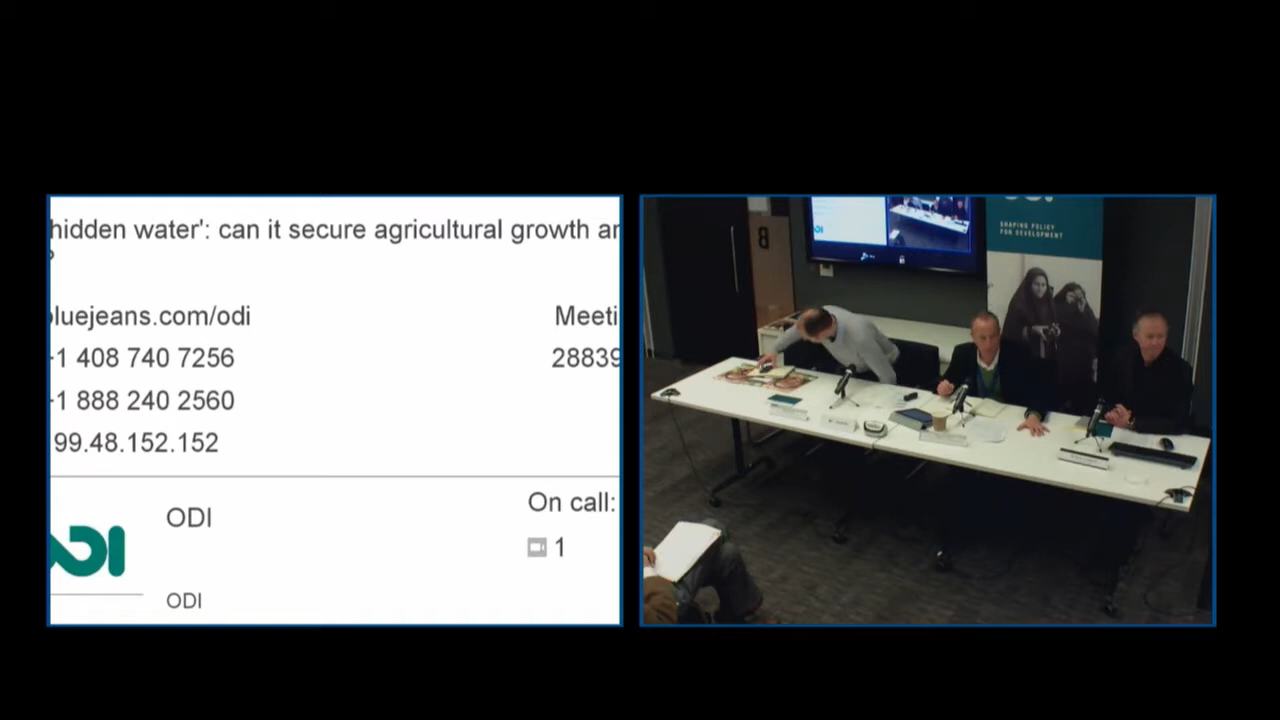 hidden water': can it secure agricultural growth ar
bluejeans.com/odi
Meeti
-1 408 740 7256
28839
-1 888 240 2560
99.48.152.152
ODI
On call:
1
ODI
ODI
SHAPING POLICY
FOR DEVELOPMENT
B